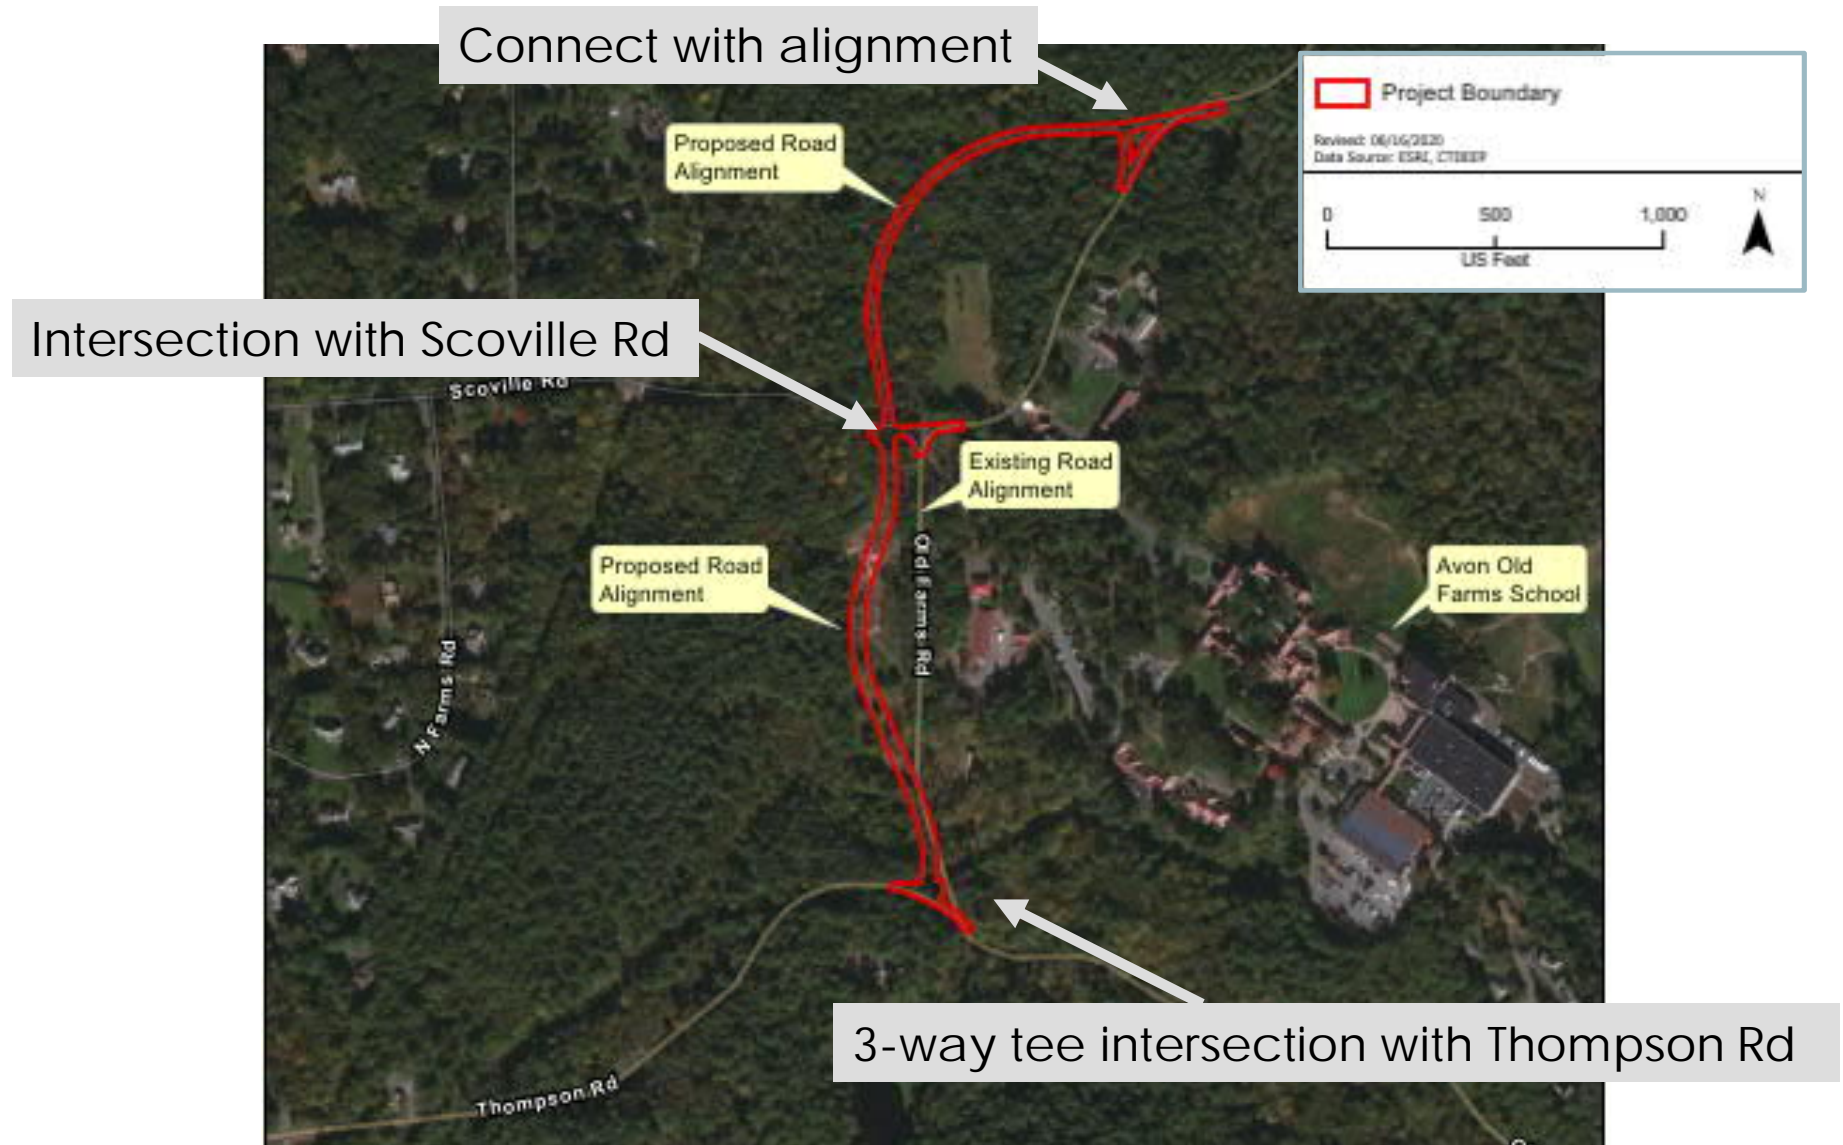 Connect with alignment
Project Boundary
Revised: 06/16/2020
Data Source: ESRI, CTDEEP
0 500 1,000
US Feet
N
Proposed Road
Alignment
Intersection with Scoville Rd
Scoville Rd
Existing Road
Alignment
Old Farms Rd
Proposed Road
Alignment
Avon Old
Farms School
N Farms Rd
3-way tee intersection with Thompson Rd
Thompson Rd